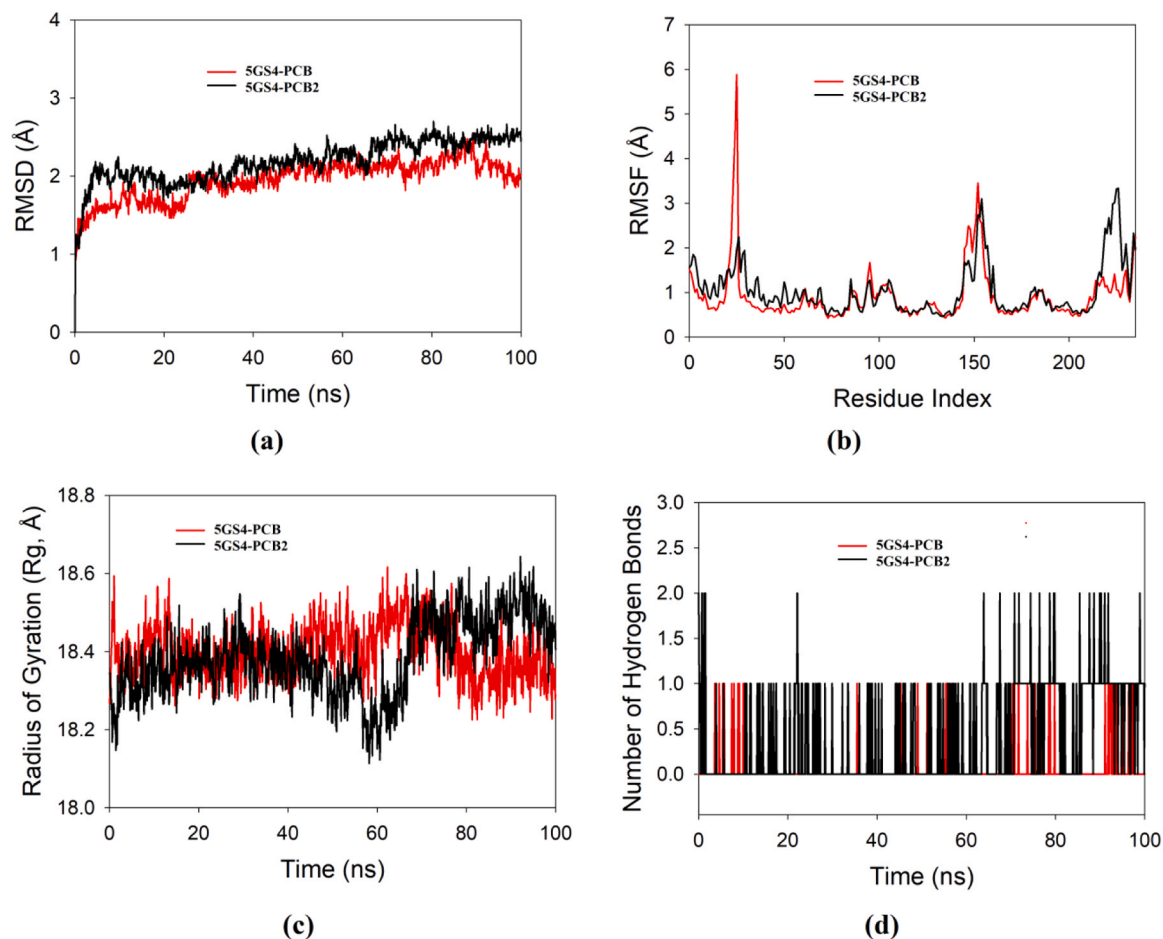 4
3
2
1
0
RMSD (Å)
5GS4-PCB
5GS4-PCB2
0 20 40 60 80 100
Time (ns)
(a)
7
6
5
4
3
2
1
0
RMSF (Å)
5GS4-PCB
5GS4-PCB2
0 50 100 150 200
Residue Index
(b)
18.8
18.6
18.4
18.2
18.0
Radius of Gyration (Rg, Å)
5GS4-PCB
5GS4-PCB2
0 20 40 60 80 100
Time (ns)
(c)
3.0
2.5
2.0
1.5
1.0
0.5
0.0
Number of Hydrogen Bonds
5GS4-PCB
5GS4-PCB2
0 20 40 60 80 100
Time (ns)
(d)